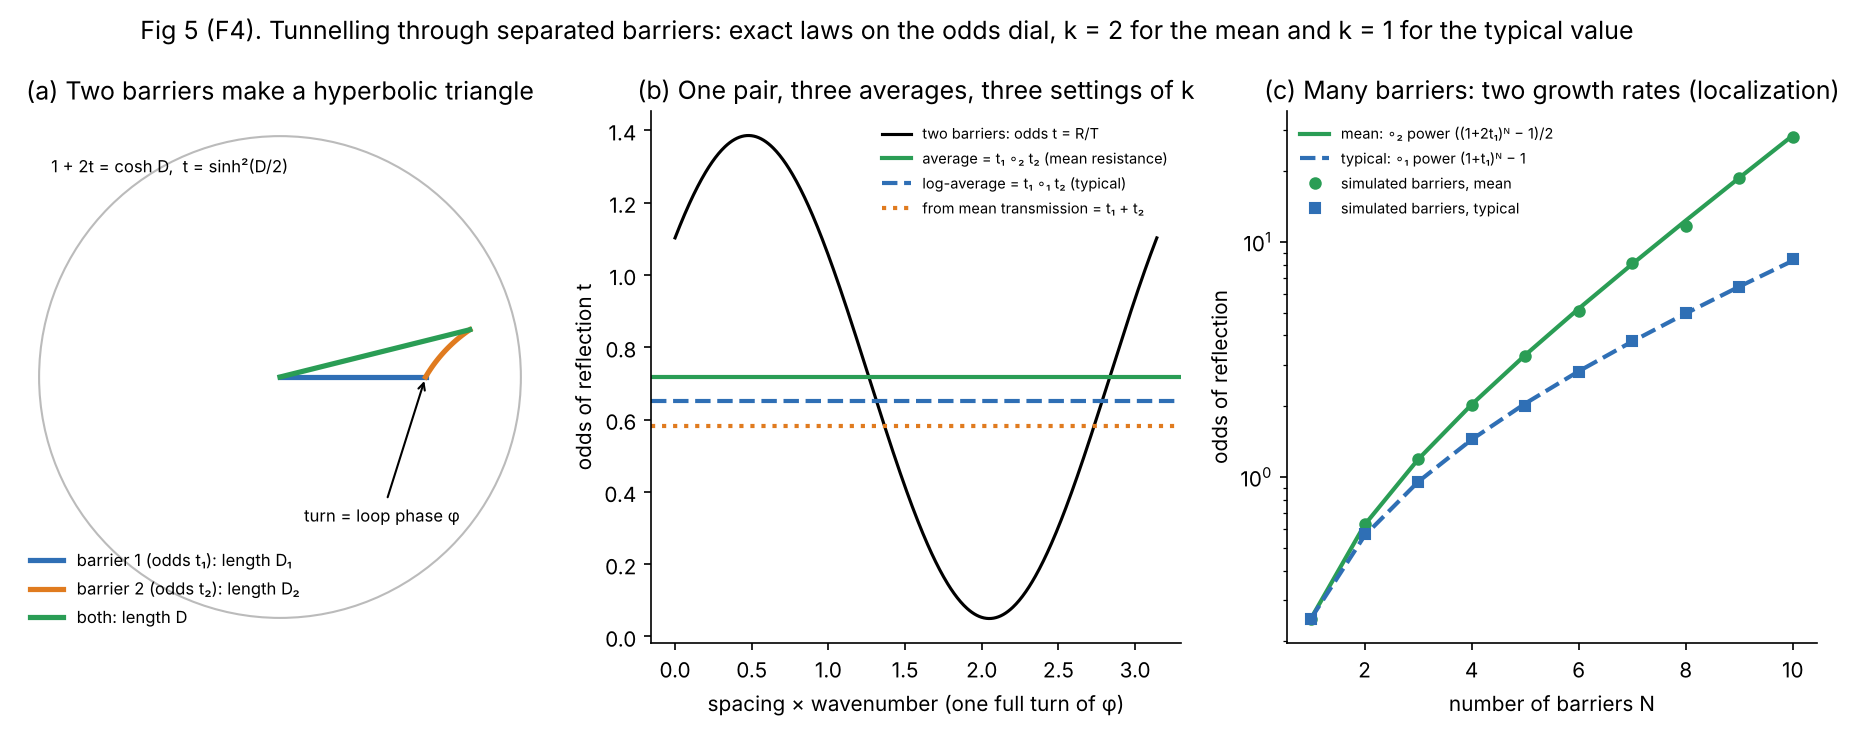 Fig 5 (F4). Tunnelling through separated barriers: exact laws on the odds dial, k = 2 for the mean and k = 1 for the typical value
(a) Two barriers make a hyperbolic triangle
1 + 2t = cosh D, t = sinh²(D/2)
turn = loop phase φ
barrier 1 (odds t₁): length D₁
barrier 2 (odds t₂): length D₂
both: length D
(b) One pair, three averages, three settings of k
two barriers: odds t = R/T
average = t₁ ∘₂ t₂ (mean resistance)
log-average = t₁ ∘₁ t₂ (typical)
from mean transmission = t₁ + t₂
odds of reflection t
1.4
1.2
1.0
0.8
0.6
0.4
0.2
0.0
0.0 0.5 1.0 1.5 2.0 2.5 3.0
spacing × wavenumber (one full turn of φ)
(c) Many barriers: two growth rates (localization)
mean: ∘₂ power ((1+2t₁)ᴺ − 1)/2
typical: ∘₁ power (1+t₁)ᴺ − 1
simulated barriers, mean
simulated barriers, typical
odds of reflection
10¹
10⁰
2 4 6 8 10
number of barriers N